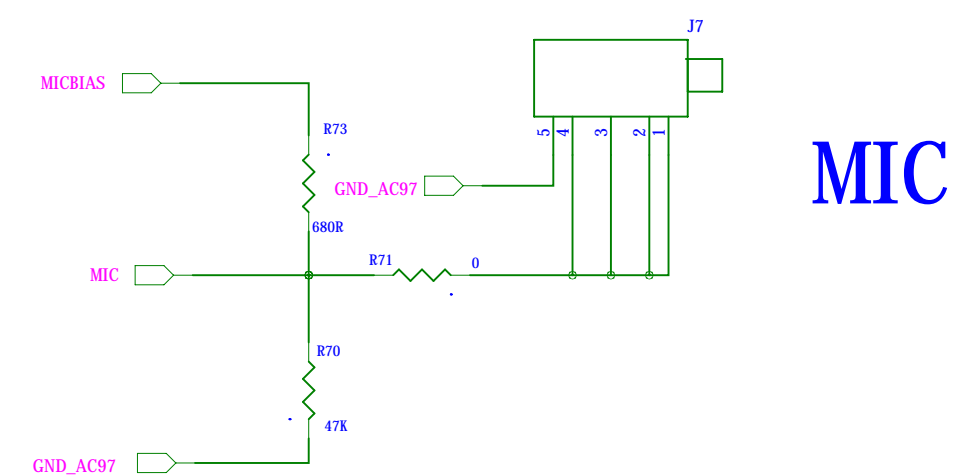 J7
MICBIAS
R73
5
4
3
2
1
MIC
GND_AC97
680R
R71
0
MIC
R70
47K
GND_AC97